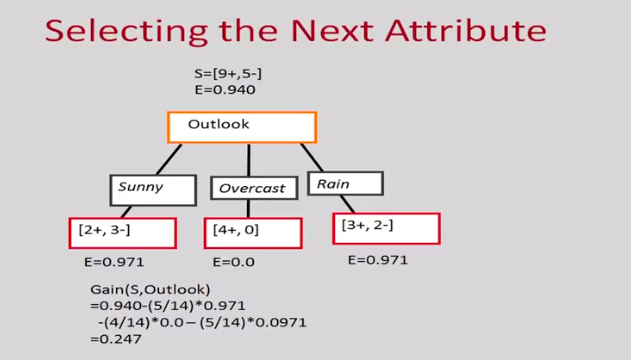 Selecting the Next Attribute
S=[9+,5-]
E=0.940
Outlook
Sunny
Overcast
Rain
[2+, 3-]
[4+, 0]
[3+, 2-]
E=0.971
E=0.0
E=0.971
Gain(S,Outlook)
=0.940-(5/14)*0.971
-(4/14)*0.0 – (5/14)*0.0971
=0.247